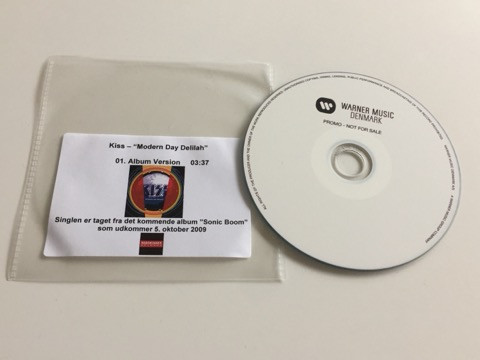 Kiss – "Modern Day Delilah"
01. Album Version 03:37
KISS
Singlen er taget fra det kommende album "Sonic Boom"
som udkommer 5. oktober 2009
WARNER MUSIC
DENMARK
PROMO - NOT FOR SALE